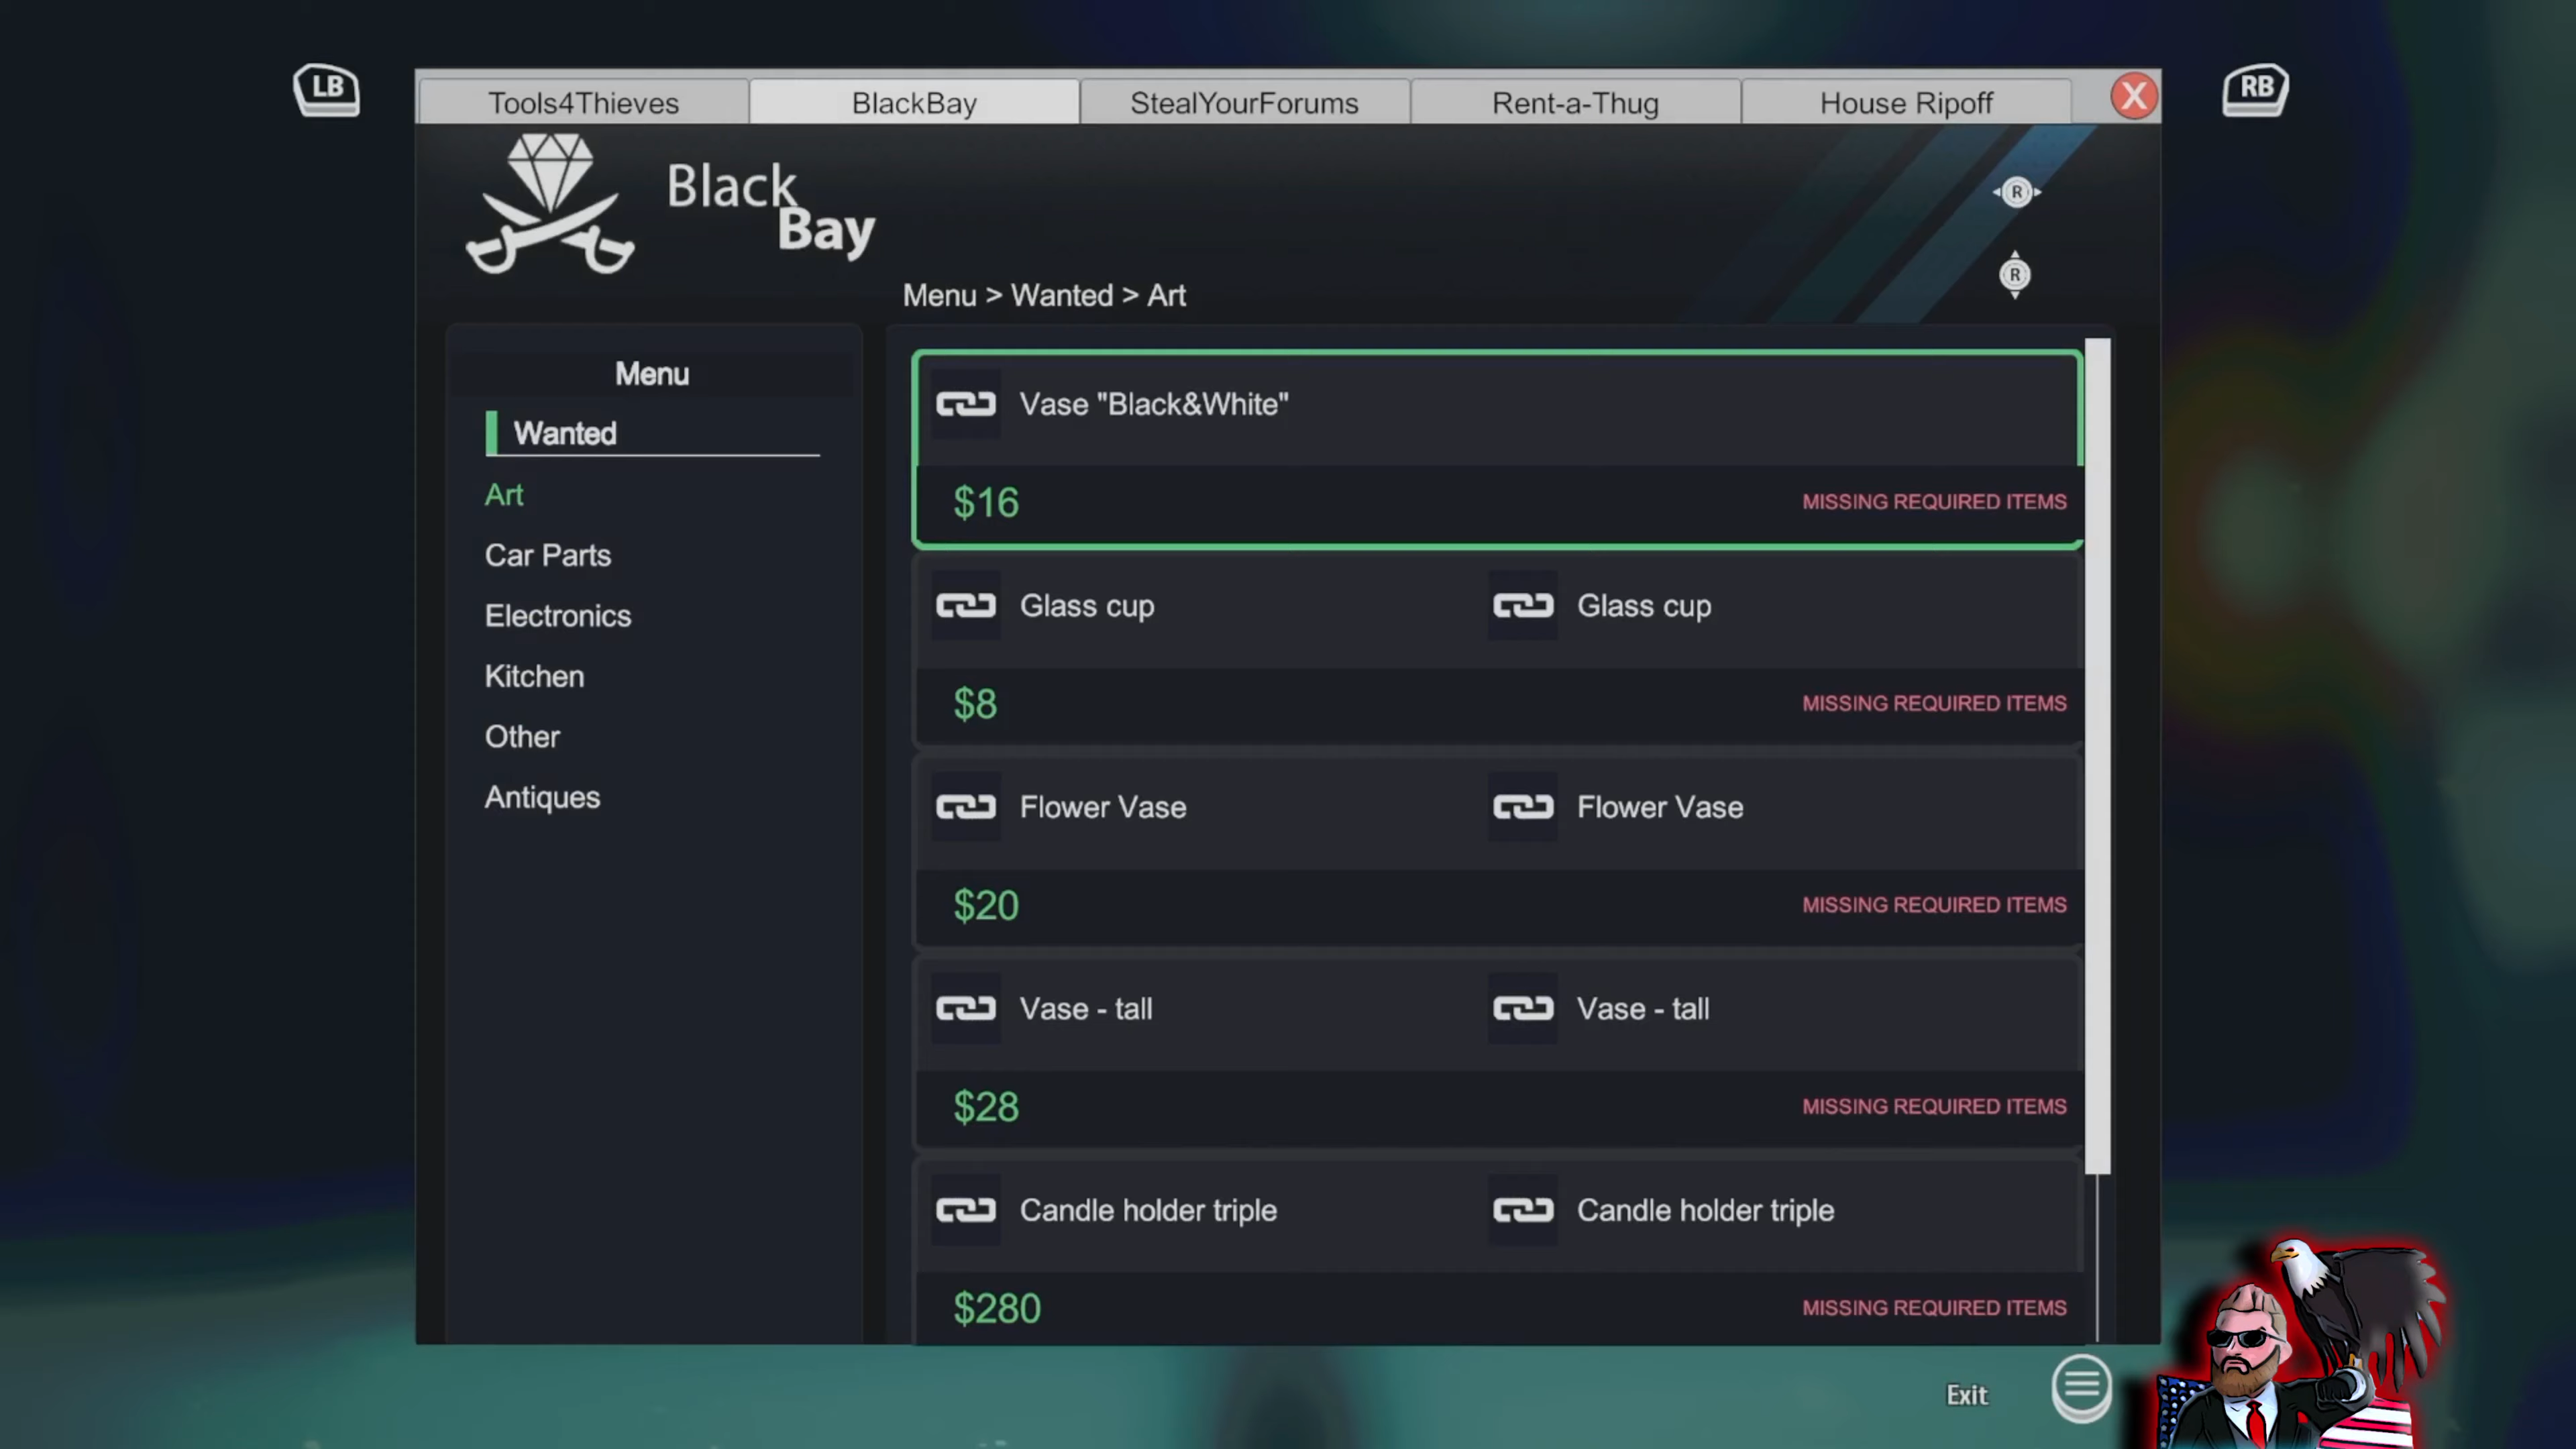 LB
Tools4Thieves
BlackBay
StealYourForums
Rent-a-Thug
House Ripoff
X
RB
Black
Bay
R
R
Menu > Wanted > Art
Menu
Wanted
Art
Car Parts
Electronics
Kitchen
Other
Antiques
Vase "Black&White"
$16 MISSING REQUIRED ITEMS
Glass cup Glass cup
$8 MISSING REQUIRED ITEMS
Flower Vase Flower Vase
$20 MISSING REQUIRED ITEMS
Vase - tall Vase - tall
$28 MISSING REQUIRED ITEMS
Candle holder triple Candle holder triple
$280 MISSING REQUIRED ITEMS
Exit